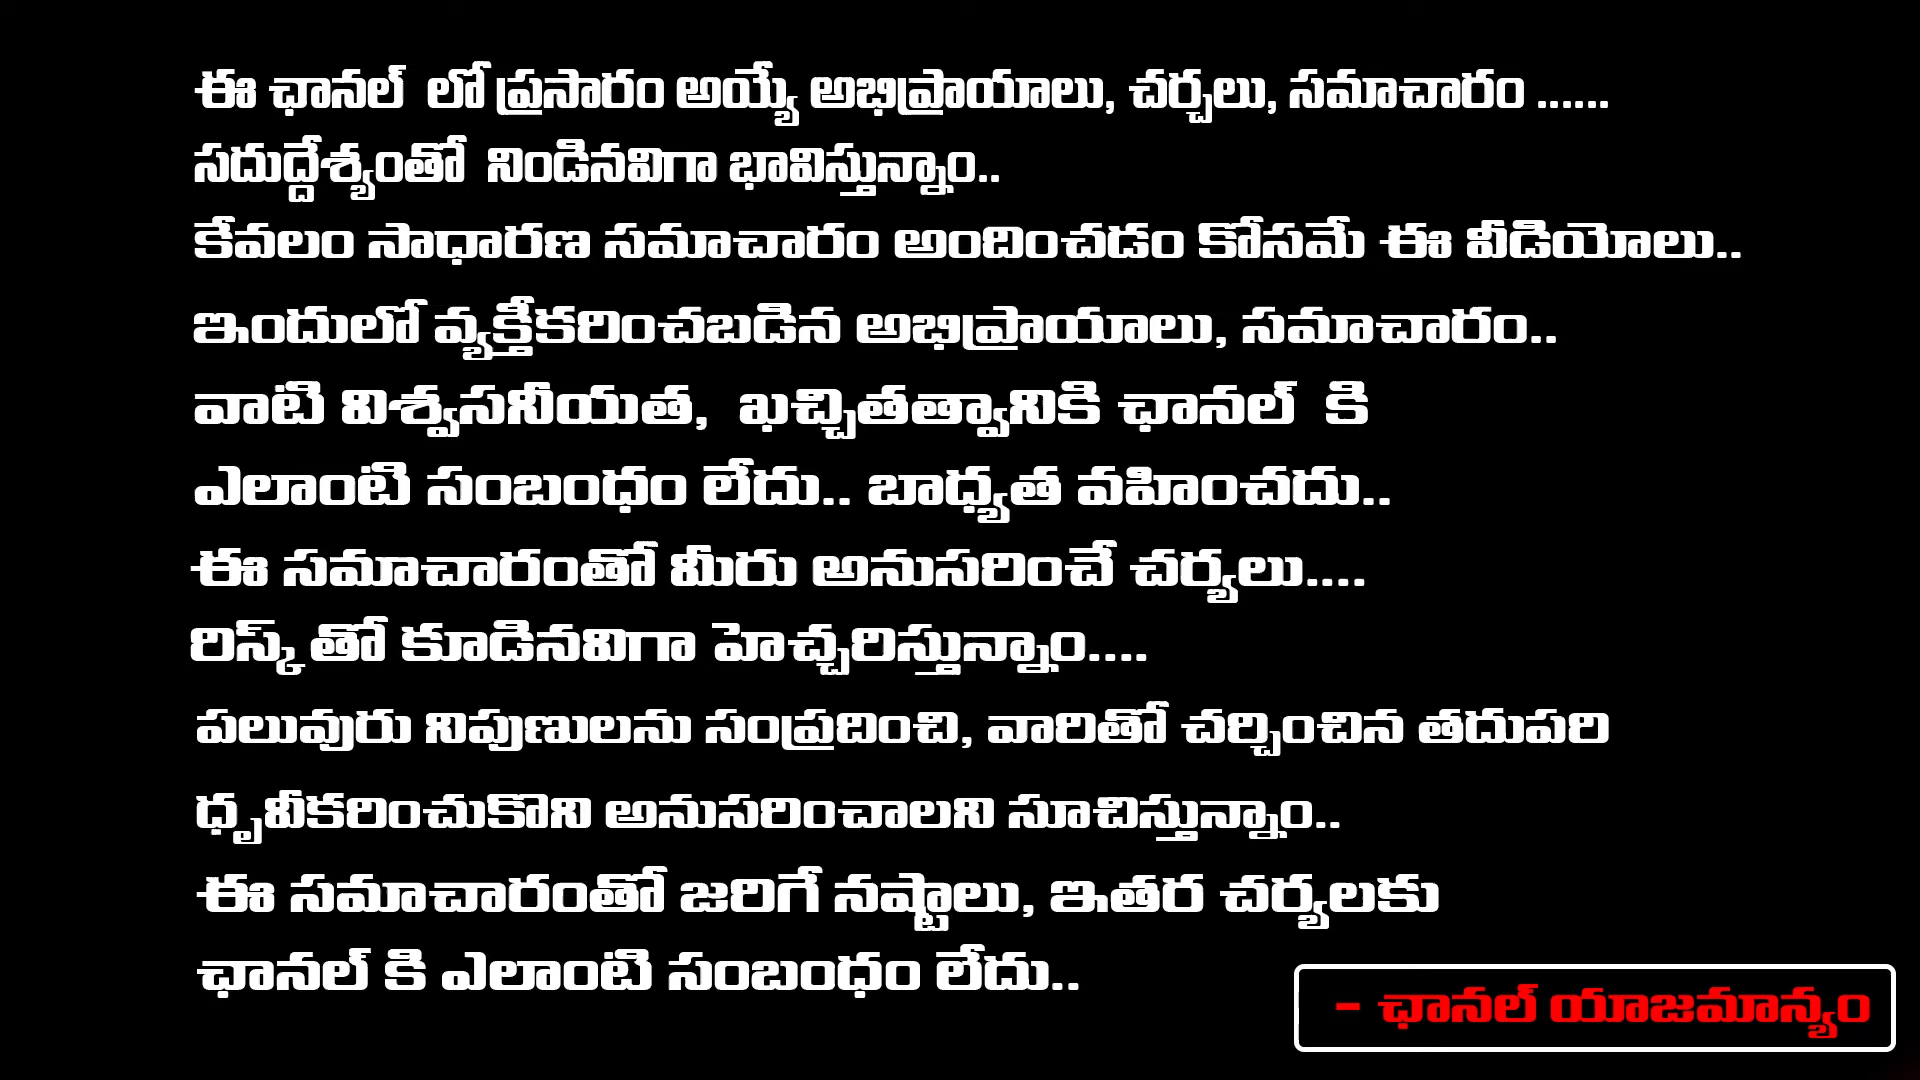 ఈ ఛానల్ లో ప్రసారం అయ్యే అభిప్రాయాలు, చర్చలు, సమాచారం ......
సదుద్దేశ్యంతో నిండినవిగా భావిస్తున్నాం..
కేవలం సాధారణ సమాచారం అందించడం కోసమే ఈ వీడియోలు..
ఇందులో వ్యక్తీకరించబడిన అభిప్రాయాలు, సమాచారం..
వాటి విశ్వసనీయత, ఖచ్చితత్వానికి ఛానల్ కి
ఎలాంటి సంబంధం లేదు.. బాధ్యత వహించదు..
ఈ సమాచారంతో మీరు అనుసరించే చర్యలు....
రిస్క్ తో కూడినవిగా హెచ్చరిస్తున్నాం....
పలువురు నిపుణులను సంప్రదించి, వారితో చర్చించిన తదుపరి
ధృవీకరించుకొని అనుసరించాలని సూచిస్తున్నాం..
ఈ సమాచారంతో జరిగే నష్టాలు, ఇతర చర్యలకు
ఛానల్ కి ఎలాంటి సంబంధం లేదు..
- ఛానల్ యాజమాన్యం